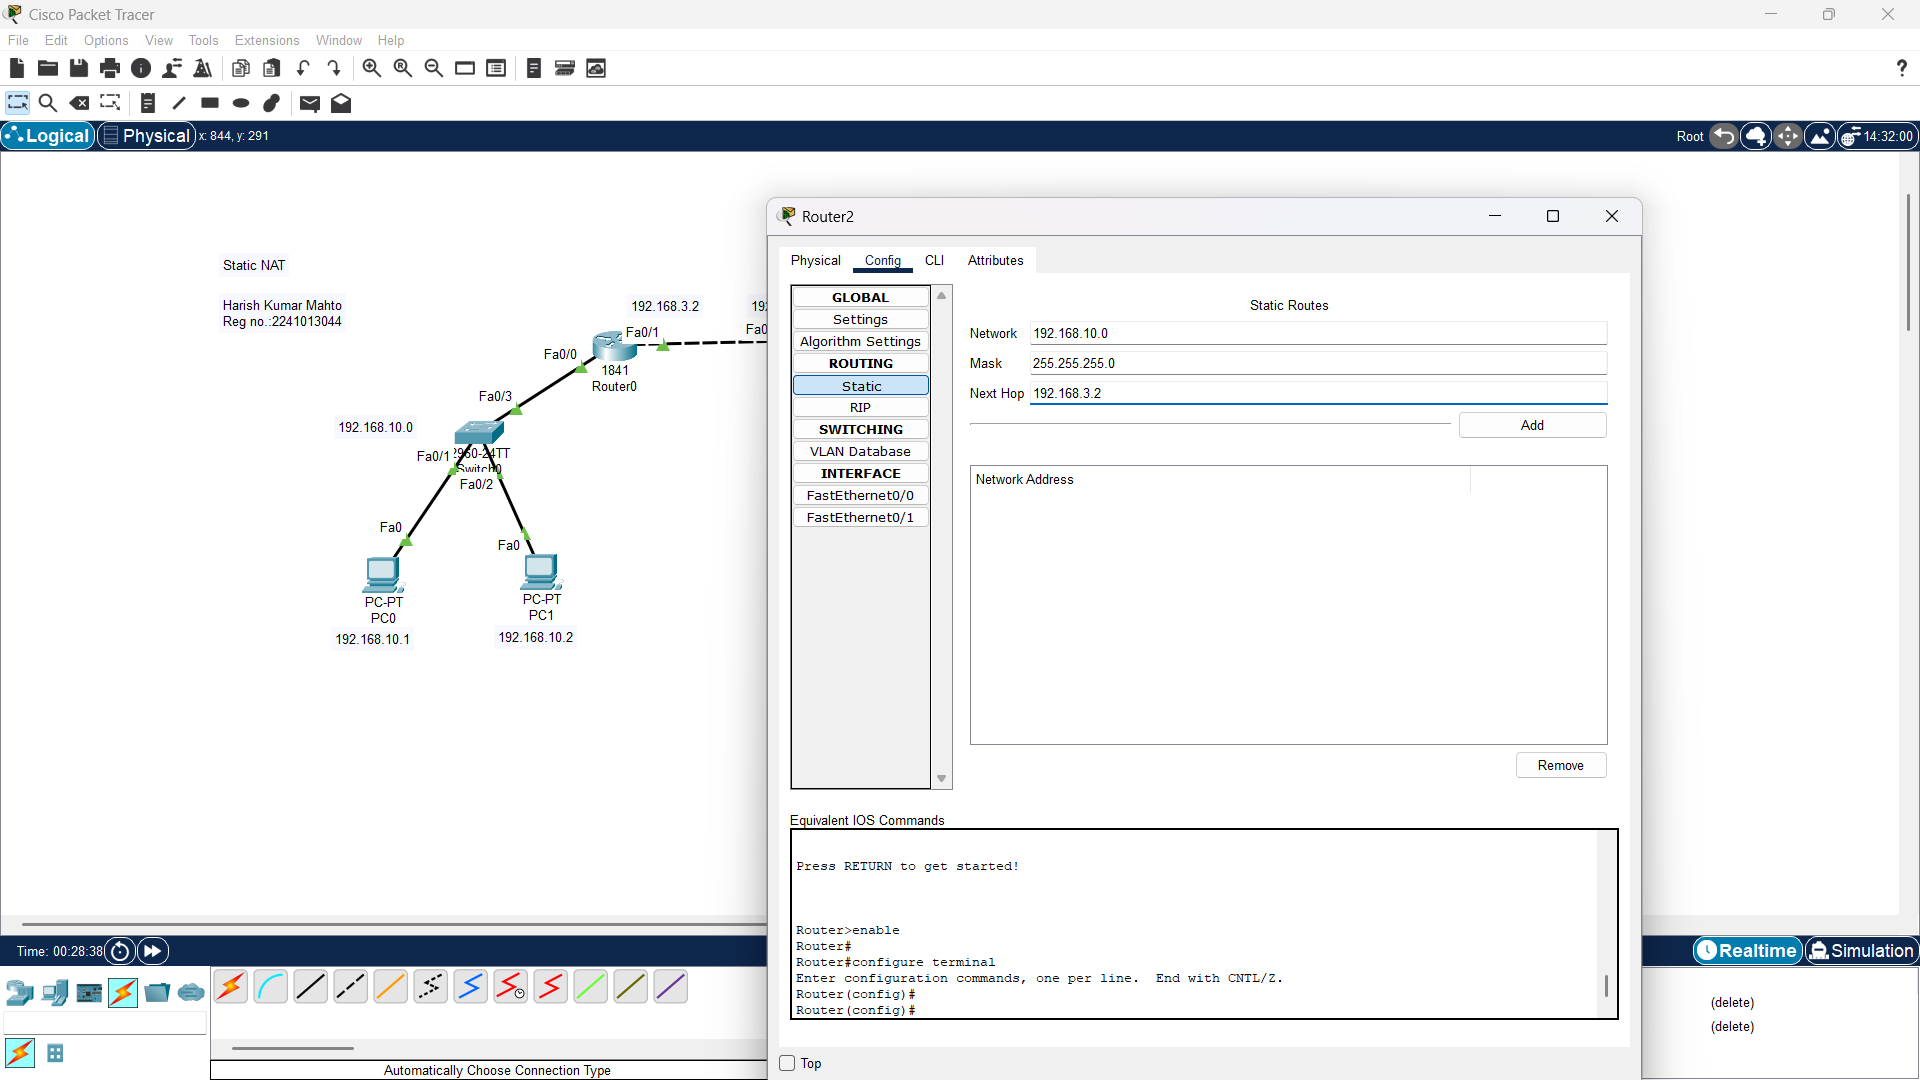 Cisco Packet Tracer
File Edit Options View Tools Extensions Window Help
Logical Physical x: 844, y: 291
Root 14:32:00
Static NAT
Harish Kumar Mahto
Reg no.:2241013044
192.168.3.2
Fa0/1
Fa0/0
1841
Router0
Fa0/3
192.168.10.0
2960-24TT
Switch0
Fa0/1
Fa0/2
Fa0
Fa0
PC-PT
PC0
192.168.10.1
PC-PT
PC1
192.168.10.2
Router2
Physical Config CLI Attributes
GLOBAL
Settings
Algorithm Settings
ROUTING
Static
RIP
SWITCHING
VLAN Database
INTERFACE
FastEthernet0/0
FastEthernet0/1
Static Routes
Network 192.168.10.0
Mask 255.255.255.0
Next Hop 192.168.3.2
Add
Network Address
Remove
Equivalent IOS Commands
Press RETURN to get started!
Router>enable
Router#
Router#configure terminal
Enter configuration commands, one per line. End with CNTL/Z.
Router(config)#
Router(config)#
Top
Time: 00:28:38
Realtime Simulation
(delete)
(delete)
Automatically Choose Connection Type